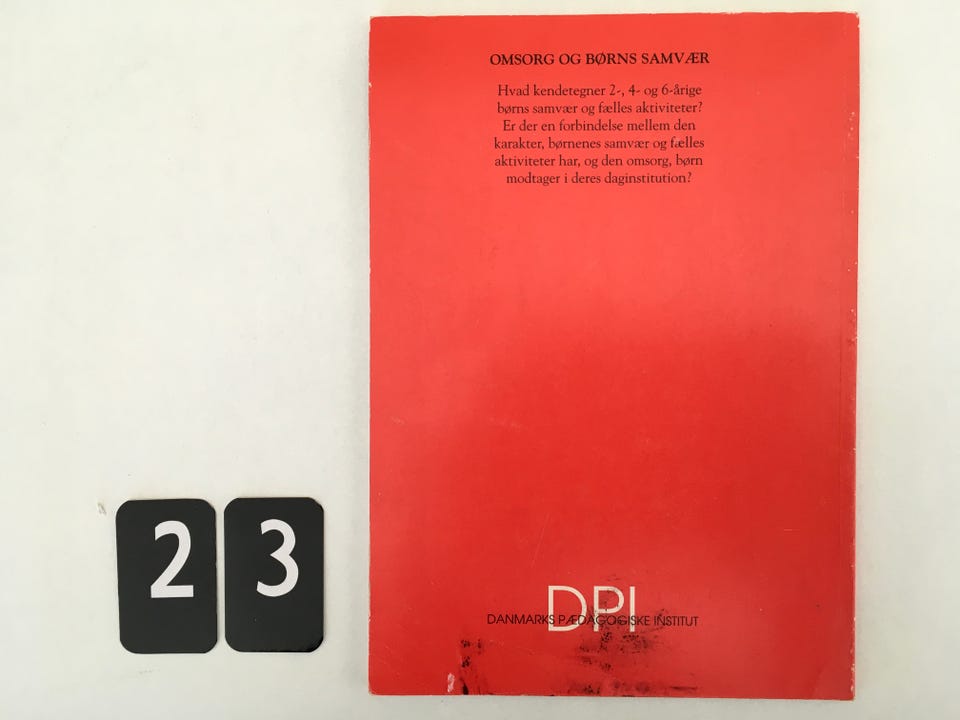 OMSORG OG BØRNS SAMVÆR
Hvad kendetegner 2-, 4- og 6-årige
børns samvær og fælles aktiviteter?
Er der en forbindelse mellem den
karakter, børnenes samvær og fælles
aktiviteter har, og den omsorg, børn
modtager i deres daginstitution?
2 3
DPI
DANMARKS PÆDAGOGISKE INSTITUT